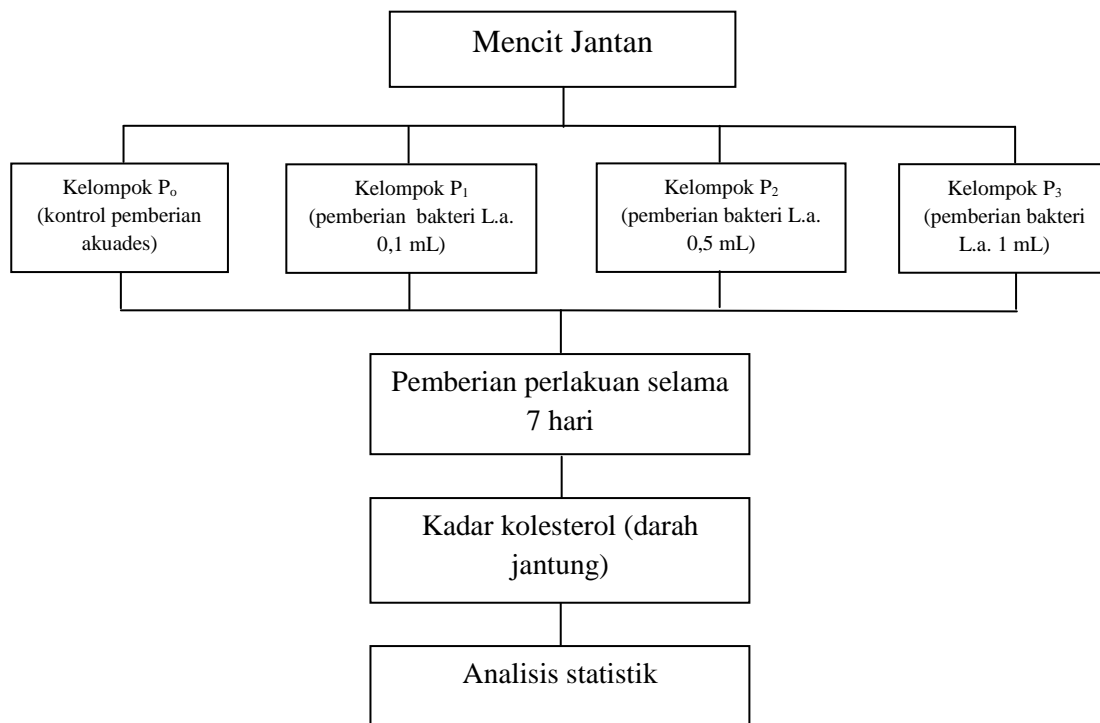 Mencit Jantan
Kelompok Po
(kontrol pemberian
akuades)
Kelompok P1
(pemberian bakteri L.a.
0,1 mL)
Kelompok P2
(pemberian bakteri L.a.
0,5 mL)
Kelompok P3
(pemberian bakteri
L.a. 1 mL)
Pemberian perlakuan selama
7 hari
Kadar kolesterol (darah
jantung)
Analisis statistik